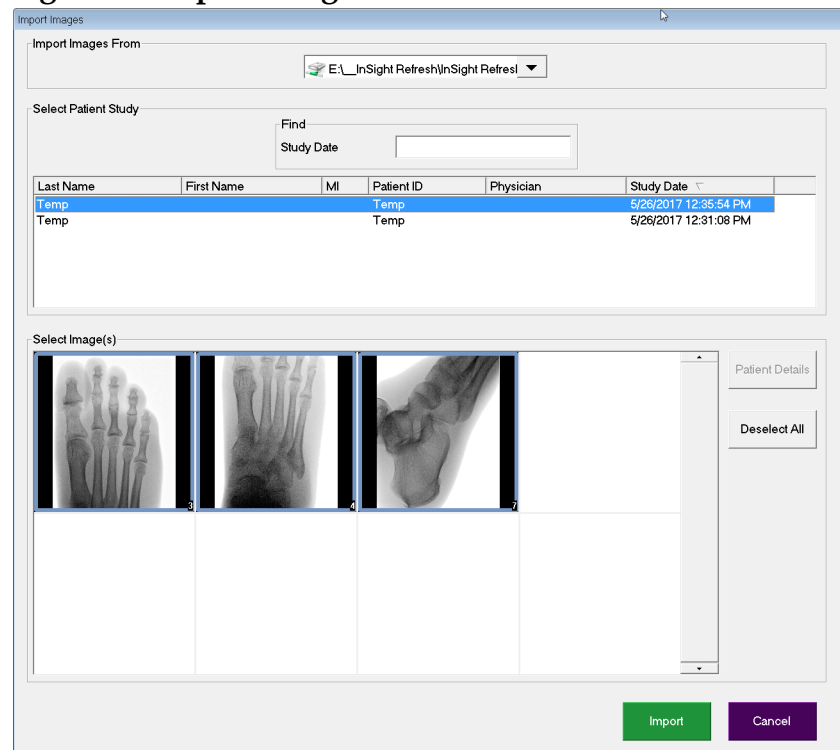 Import Images
Import Images From
E:\__InSight Refresh\InSight Refresl
Select Patient Study
Find
Study Date
Last Name First Name MI Patient ID Physician Study Date
Temp Temp 5/26/2017 12:35:54 PM
Temp Temp 5/26/2017 12:31:08 PM
Select Image(s)
Patient Details
Deselect All
3 4 7
Import Cancel